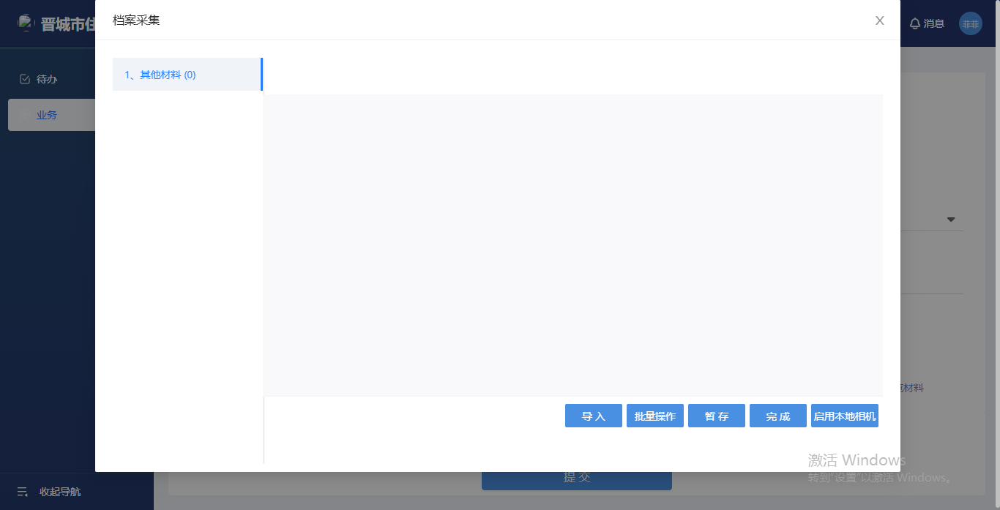 晋城市住
档案采集
X
消息
菲菲
待办
业务
1、其他材料 (0)
材料
导 入
批量操作
暂 存
完 成
启用本地相机
提 交
收起导航
激活 Windows
转到"设置"以激活 Windows。